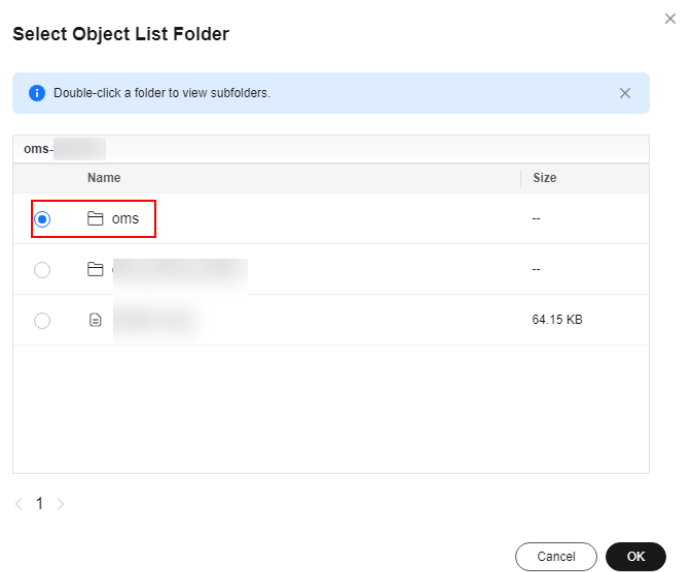 Select Object List Folder
Double-click a folder to view subfolders.
oms-
Name Size
oms --
--
64.15 KB
1
Cancel OK